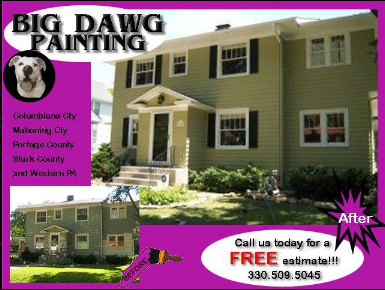 BIG DAWG
PAINTING
Columbiana Cty
Mahoning Cty
Portage County
Stark County
and Western PA
After
BEFORE
Call us today for a
FREE estimate!!!
330.509.5045